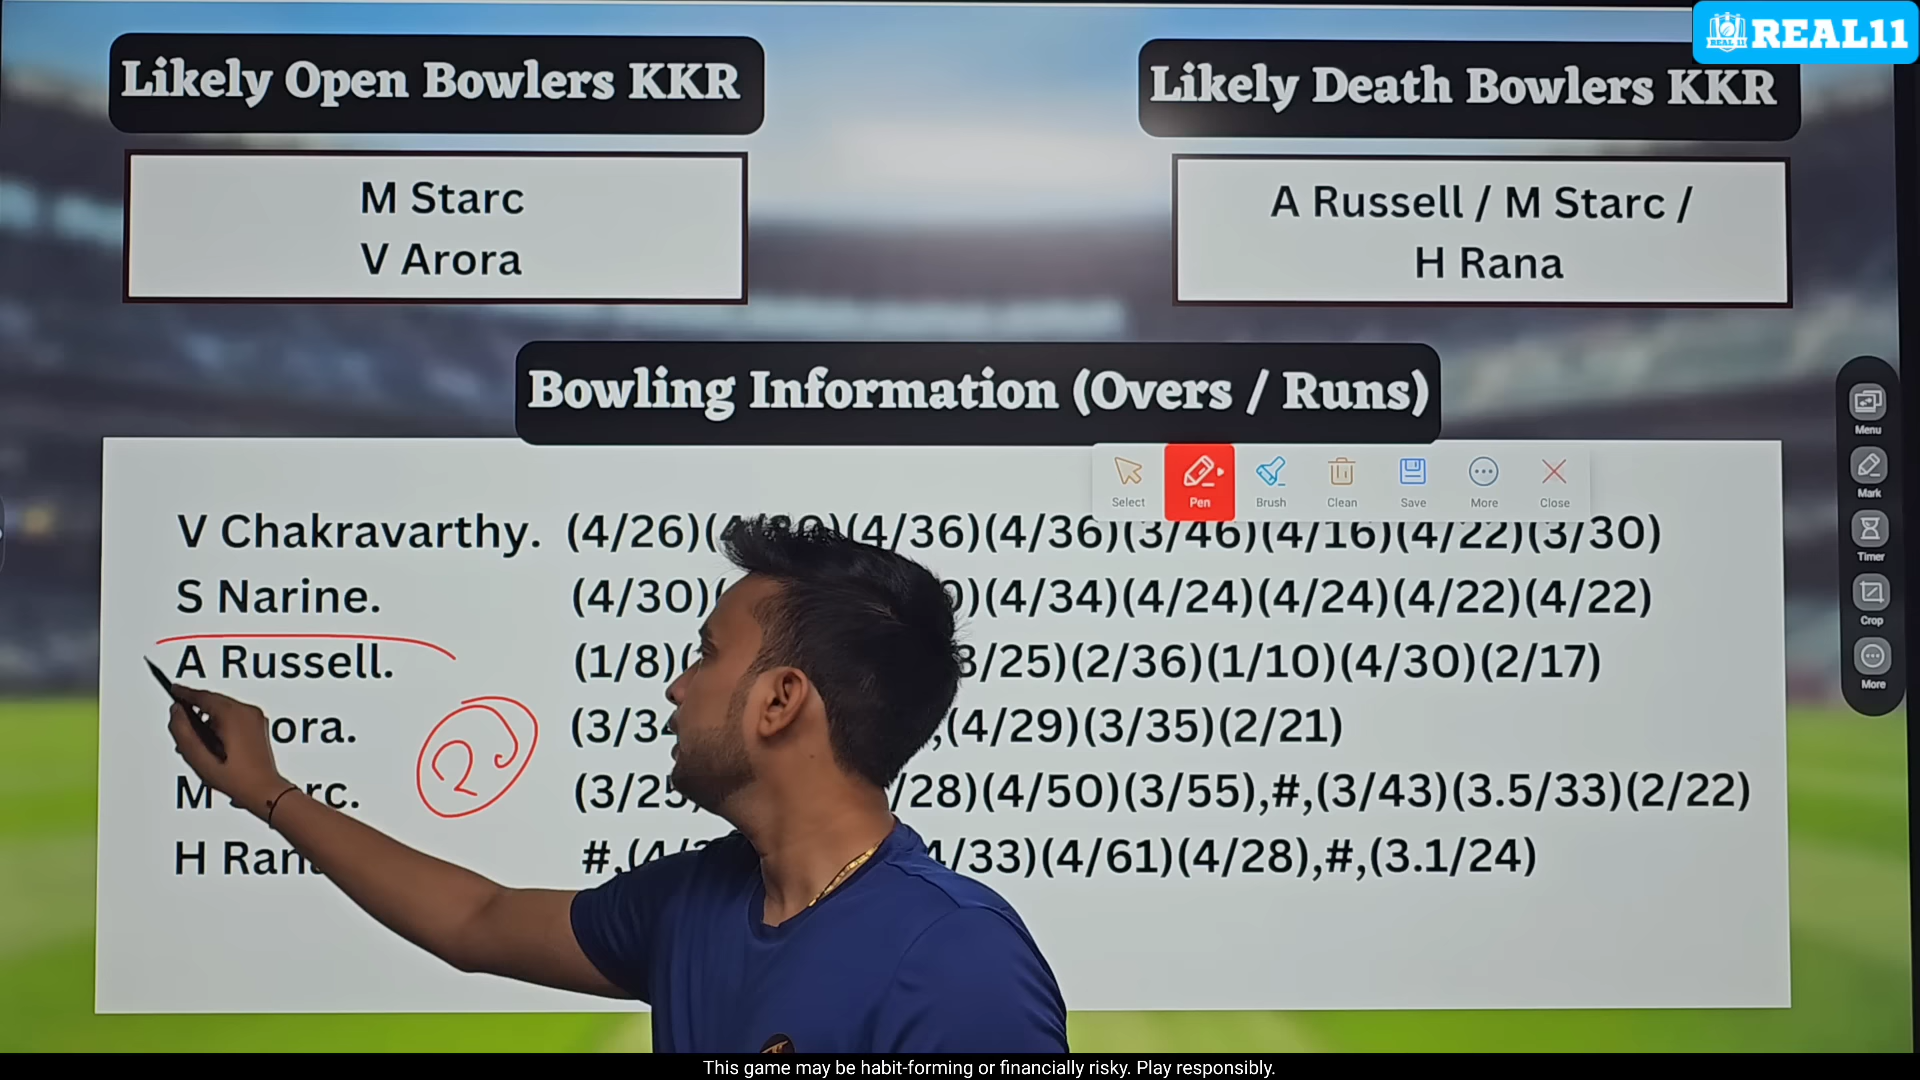 REAL11
Likely Open Bowlers KKR
M Starc
V Arora
Likely Death Bowlers KKR
A Russell / M Starc /
H Rana
Bowling Information (Overs / Runs)
Select Pen Brush Clean Save More Close
V Chakravarthy. (4/26) (4/36)(4/36)(3/46)(4/16)(4/22)(3/30)
S Narine. (4/30) (4/34)(4/24)(4/24)(4/22)(4/22)
A Russell. (1/8) 3/25)(2/36)(1/10)(4/30)(2/17)
ora. (3/34 ,(4/29)(3/35)(2/21)
M rc. (3/25 /28)(4/50)(3/55),#,(3/43)(3.5/33)(2/22)
H Ran #,(4/ /33)(4/61)(4/28),#,(3.1/24)
Menu
Mark
Timer
Crop
More
This game may be habit-forming or financially risky. Play responsibly.